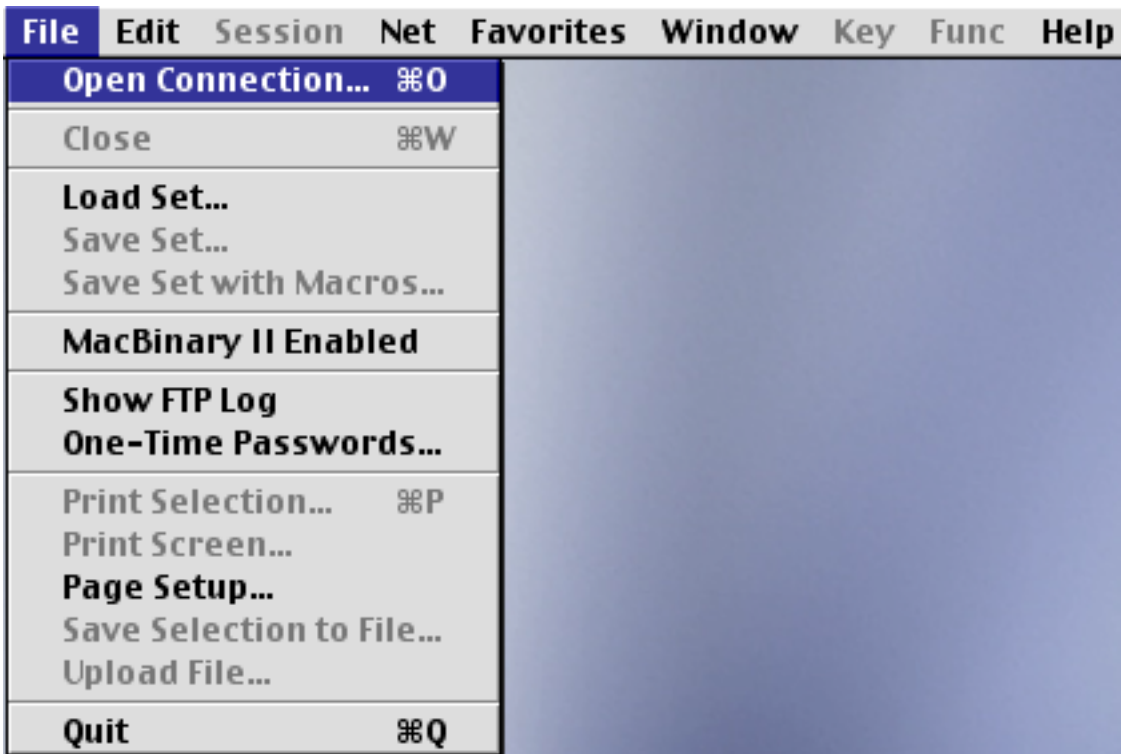 File Edit Session Net Favorites Window Key Func Help
Open Connection... ⌘O
Close ⌘W
Load Set...
Save Set...
Save Set with Macros...
MacBinary II Enabled
Show FTP Log
One-Time Passwords...
Print Selection... ⌘P
Print Screen...
Page Setup...
Save Selection to File...
Upload File...
Quit ⌘Q